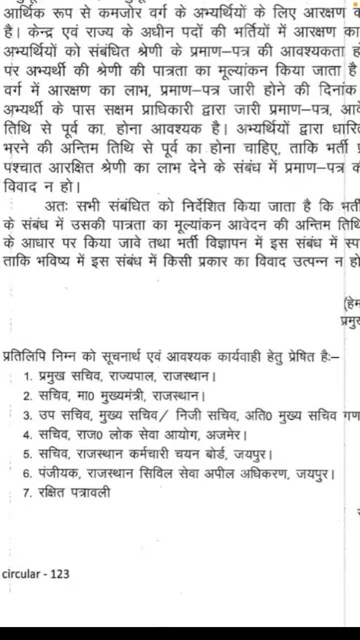 आर्थिक रूप से कमजोर वर्ग के अभ्यर्थियों के लिए आरक्षण
है। केन्द्र एवं राज्य के अधीन पदों की भर्तियों में आरक्षण का
अभ्यर्थियों को संबंधित श्रेणी के प्रमाण–पत्र की आवश्यकता
पर अभ्यर्थी की श्रेणी की पात्रता का मूल्यांकन किया जाता है
वर्ग में आरक्षण का लाभ, प्रमाण–पत्र जारी होने की दिनांक
अभ्यर्थी के पास सक्षम प्राधिकारी द्वारा जारी प्रमाण–पत्र,
तिथि से पूर्व का, होना आवश्यक है। अभ्यर्थियों द्वारा
भरने की अन्तिम तिथि से पूर्व का होना चाहिए, ताकि भर्ती
पश्चात आरक्षित श्रेणी का लाभ देने के संबंध में प्रमाण–पत्र
विवाद न हो।
अतः सभी संबंधित को निर्देशित किया जाता है कि
के संबंध में उसकी पात्रता का मूल्यांकन आवेदन की अन्तिम
के आधार पर किया जावे तथा भर्ती विज्ञापन में इस संबंध में
ताकि भविष्य में इस संबंध में किसी प्रकार का विवाद उत्पन्न न हो
प्रतिलिपि निम्न को सूचनार्थ एवं आवश्यक कार्यवाही हेतु प्रेषित है:–
1. प्रमुख सचिव, राज्यपाल, राजस्थान।
2. सचिव, मा0 मुख्यमंत्री, राजस्थान।
3. उप सचिव, मुख्य सचिव/ निजी सचिव, अति0 मुख्य सचिव गण
4. सचिव, राज0 लोक सेवा आयोग, अजमेर।
5. सचिव, राजस्थान कर्मचारी चयन बोर्ड, जयपुर।
6. पंजीयक, राजस्थान सिविल सेवा अपील अधिकरण, जयपुर।
7. रक्षित पत्रावली
circular - 123